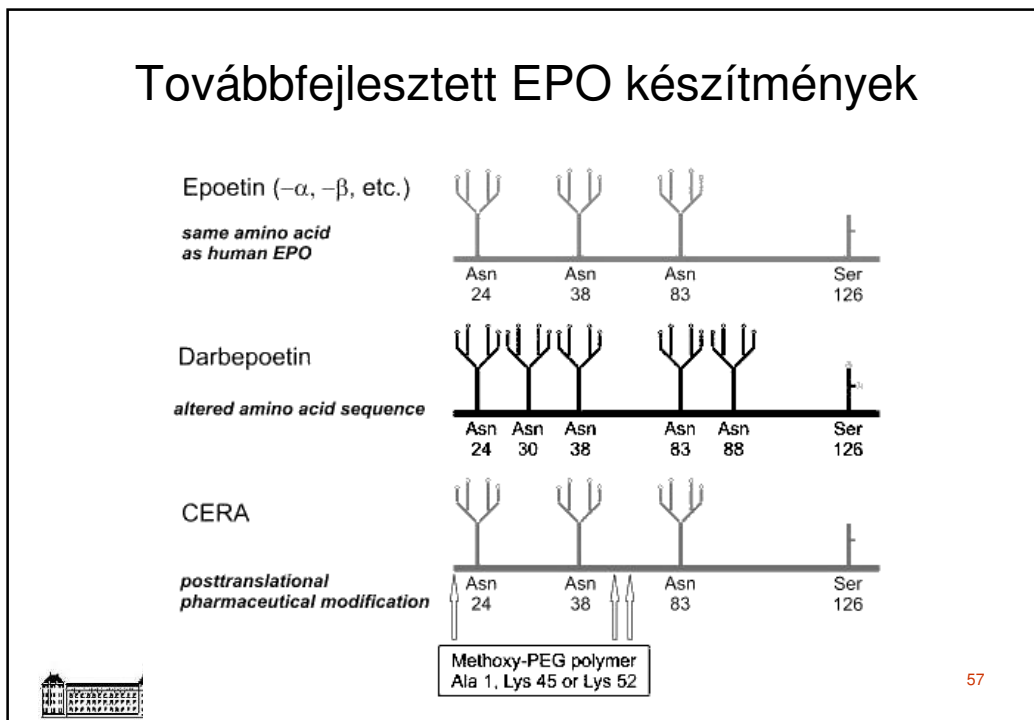 Továbbfejlesztett EPO készítmények
Epoetin (–α, –β, etc.)
same amino acid
as human EPO
Asn Asn Asn Ser
24 38 83 126
Darbepoetin
altered amino acid sequence
Asn Asn Asn Asn Asn Ser
24 30 38 83 88 126
CERA
posttranslational
pharmaceutical modification
Asn Asn Asn Ser
24 38 83 126
Methoxy-PEG polymer
Ala 1, Lys 45 or Lys 52
57